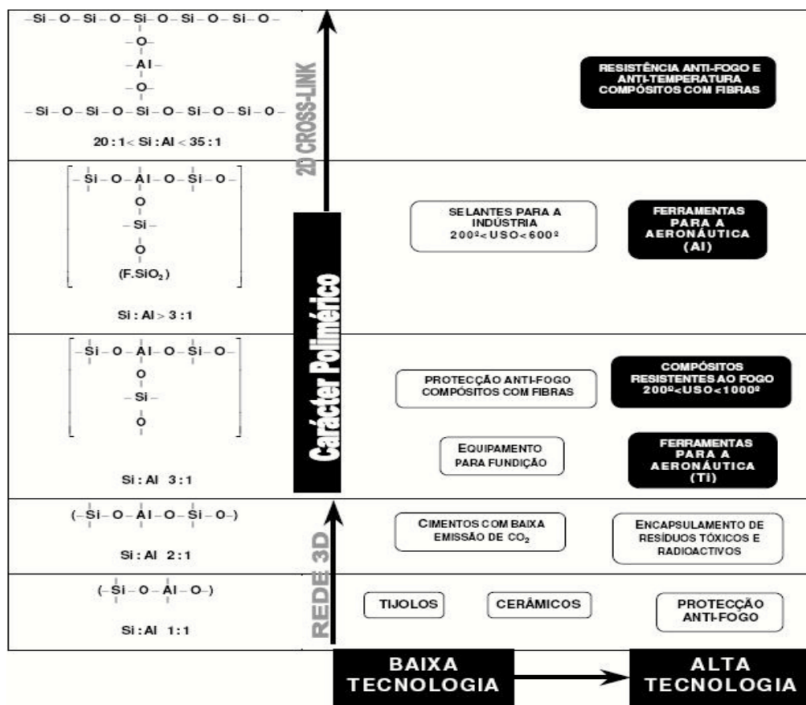 -Si-O-Si-O-Si-O-Si-O-Si-O-
-O-
-Al-
-O-
-Si-O-Si-O-Si-O-Si-O-Si-O-
20:1< Si:Al <35:1
2D CROSS-LINK
RESISTÊNCIA ANTI-FOGO E
ANTI-TEMPERATURA
COMPÓSITOS COM FIBRAS
-Si-O-Al-O-Si-O-
O
-Si-
O
(F.SiO₂)
Si:Al > 3:1
SELANTES PARA A
INDÚSTRIA
200º<USO<600º
FERRAMENTAS
PARA A
AERONÁUTICA
(Al)
Carácter Polimérico
-Si-O-Al-O-Si-O-
O
-Si-
O
Si:Al 3:1
PROTECÇÃO ANTI-FOGO
COMPÓSITOS COM FIBRAS
COMPÓSITOS
RESISTENTES AO FOGO
200º<USO<1000º
EQUIPAMENTO
PARA FUNDIÇÃO
FERRAMENTAS
PARA A
AERONÁUTICA
(Ti)
(-Si-O-Al-O-Si-O-)
Si:Al 2:1
REDE 3D
CIMENTOS COM BAIXA
EMISSÃO DE CO₂
ENCAPSULAMENTO DE
RESÍDUOS TÓXICOS E
RADIOACTIVOS
(-Si-O-Al-O-)
Si:Al 1:1
TIJOLOS
CERÂMICOS
PROTECÇÃO
ANTI-FOGO
BAIXA
TECNOLOGIA
ALTA
TECNOLOGIA